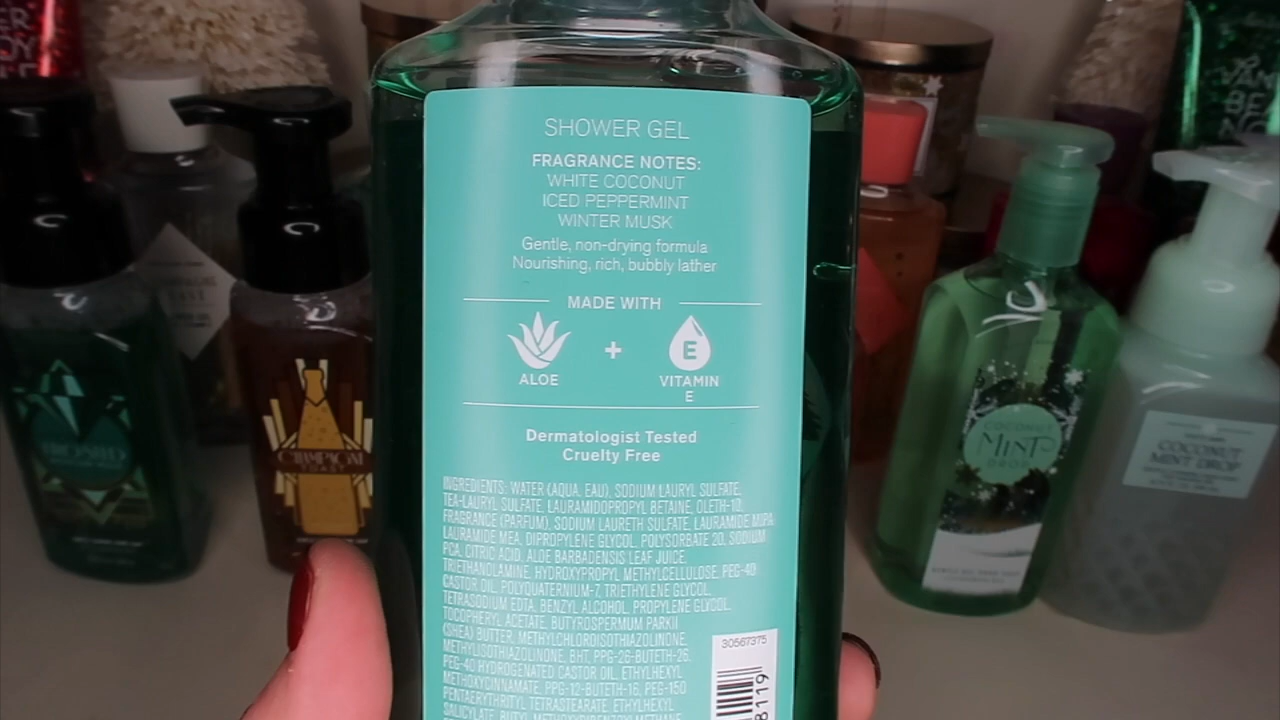 SHOWER GEL
FRAGRANCE NOTES:
WHITE COCONUT
ICED PEPPERMINT
WINTER MUSK
Gentle, non-drying formula
Nourishing, rich, bubbly lather
MADE WITH
E
ALOE
+
VITAMIN
E
Dermatologist Tested
Cruelty Free
INGREDIENTS: WATER (AQUA, EAU), SODIUM LAURYL SULFATE,
TEA-LAURYL SULFATE, LAURAMIDOPROPYL BETAINE, OLETH-10,
FRAGRANCE (PARFUM), SODIUM LAURETH SULFATE, LAURAMIDE MIPA,
LAURAMIDE MEA, DIPROPYLENE GLYCOL, POLYSORBATE 20, SODIUM
PCA, CITRIC ACID, ALOE BARBADENSIS LEAF JUICE,
TRIETHANOLAMINE, HYDROXYPROPYL METHYLCELLULOSE, PEG-40
CASTOR OIL, POLYQUATERNIUM-7, TRIETHYLENE GLYCOL,
TETRASODIUM EDTA, BENZYL ALCOHOL, PROPYLENE GLYCOL,
TOCOPHERYL ACETATE, BUTYROSPERMUM PARKII
(SHEA) BUTTER, METHYLCHLOROISOTHIAZOLINONE,
METHYLISOTHIAZOLINONE, BHT, PPG-26-BUTETH-26,
PEG-40 HYDROGENATED CASTOR OIL, ETHYLHEXYL
METHOXYCINNAMATE, PPG-12-BUTETH-16, PEG-150
PENTAERYTHRITYL TETRASTEARATE, ETHYLHEXYL
SALICYLATE, BUTYL METHOXYDIBENZOYLMETHANE,
30567375
8119
CHAMPAGNE
TOAST
COCONUT
MINT
DROP
COCONUT
MINT DROP